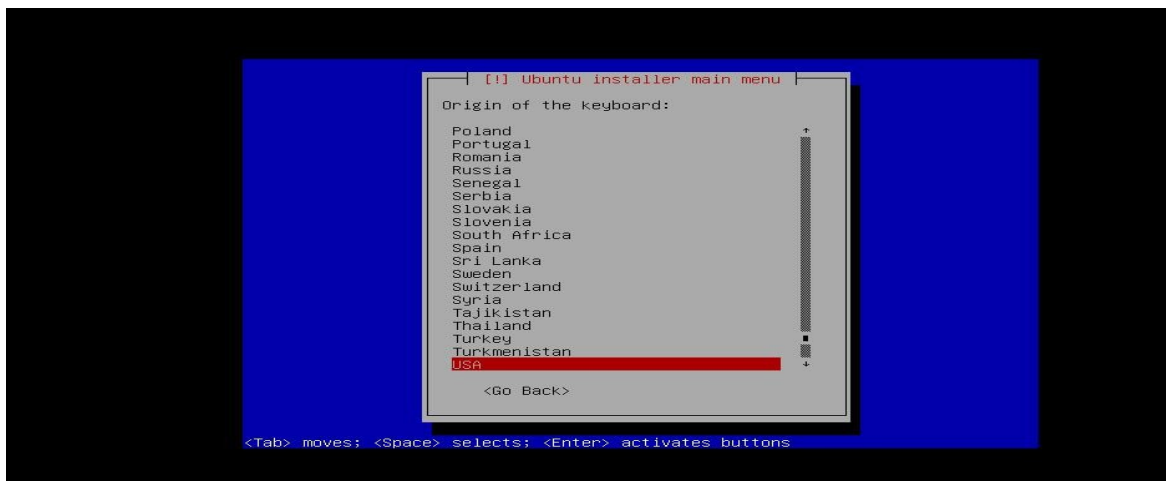 [!] Ubuntu installer main menu
Origin of the keyboard:
Poland
Portugal
Romania
Russia
Senegal
Serbia
Slovakia
Slovenia
South Africa
Spain
Sri Lanka
Sweden
Switzerland
Syria
Tajikistan
Thailand
Turkey
Turkmenistan
USA
<Go Back>
<Tab> moves; <Space> selects; <Enter> activates buttons